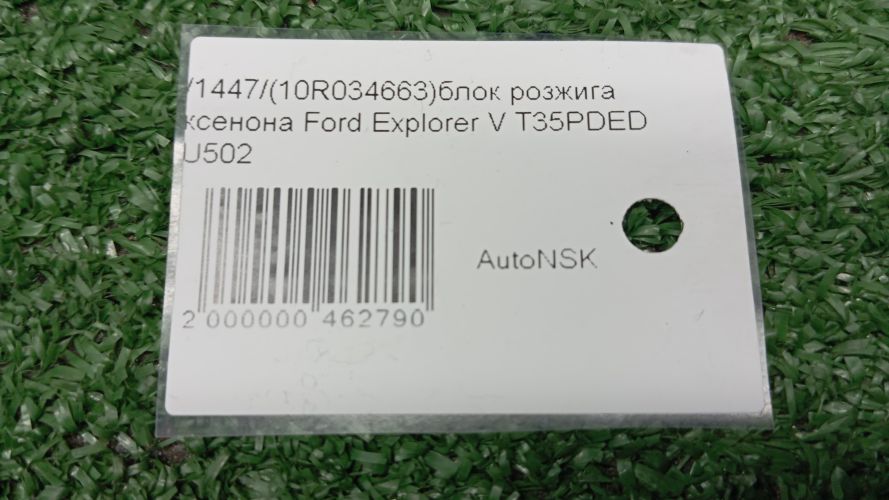 /1447/(10R034663)блок розжига
ксенона Ford Explorer V T35PDED
U502
AutoNSK
2 000000 462790